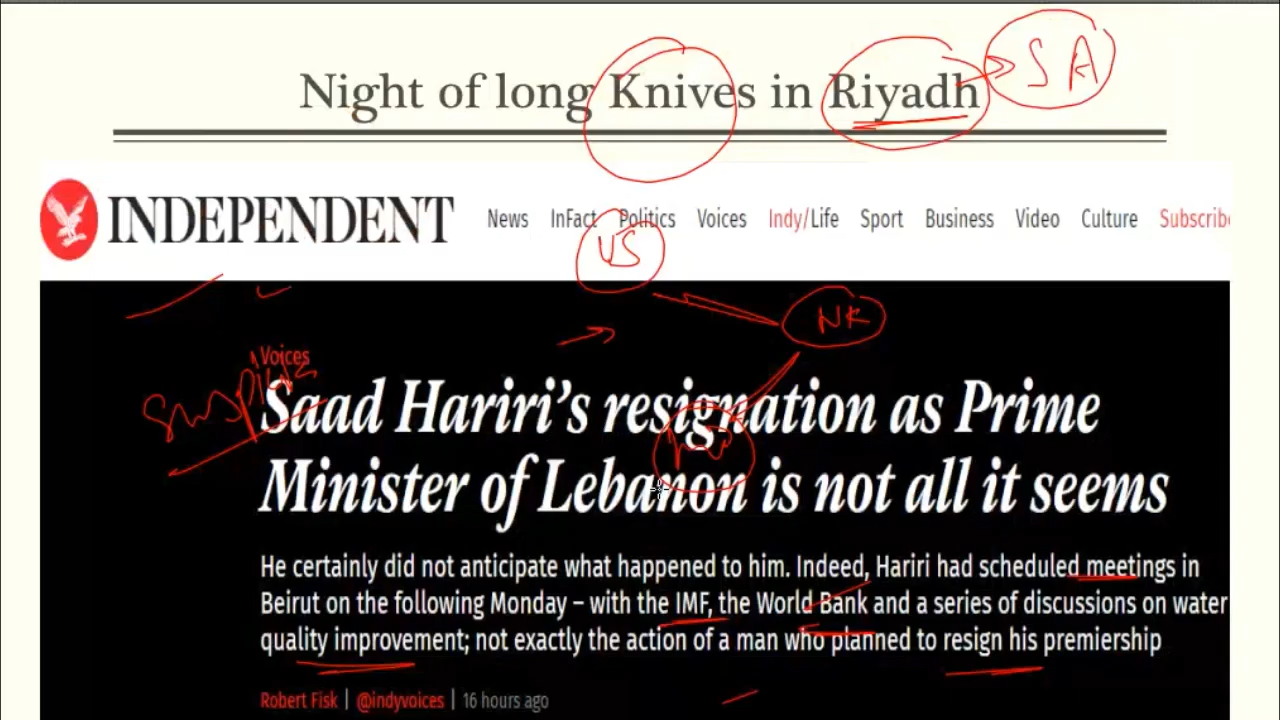 Night of long Knives in Riyadh
SA
INDEPENDENT
News InFact Politics Voices Indy/Life Sport Business Video Culture Subscribe
US
NK
Voices
Saad Hariri's resignation as Prime
Minister of Lebanon is not all it seems
He certainly did not anticipate what happened to him. Indeed, Hariri had scheduled meetings in
Beirut on the following Monday – with the IMF, the World Bank and a series of discussions on water
quality improvement; not exactly the action of a man who planned to resign his premiership
Robert Fisk | @indyvoices | 16 hours ago